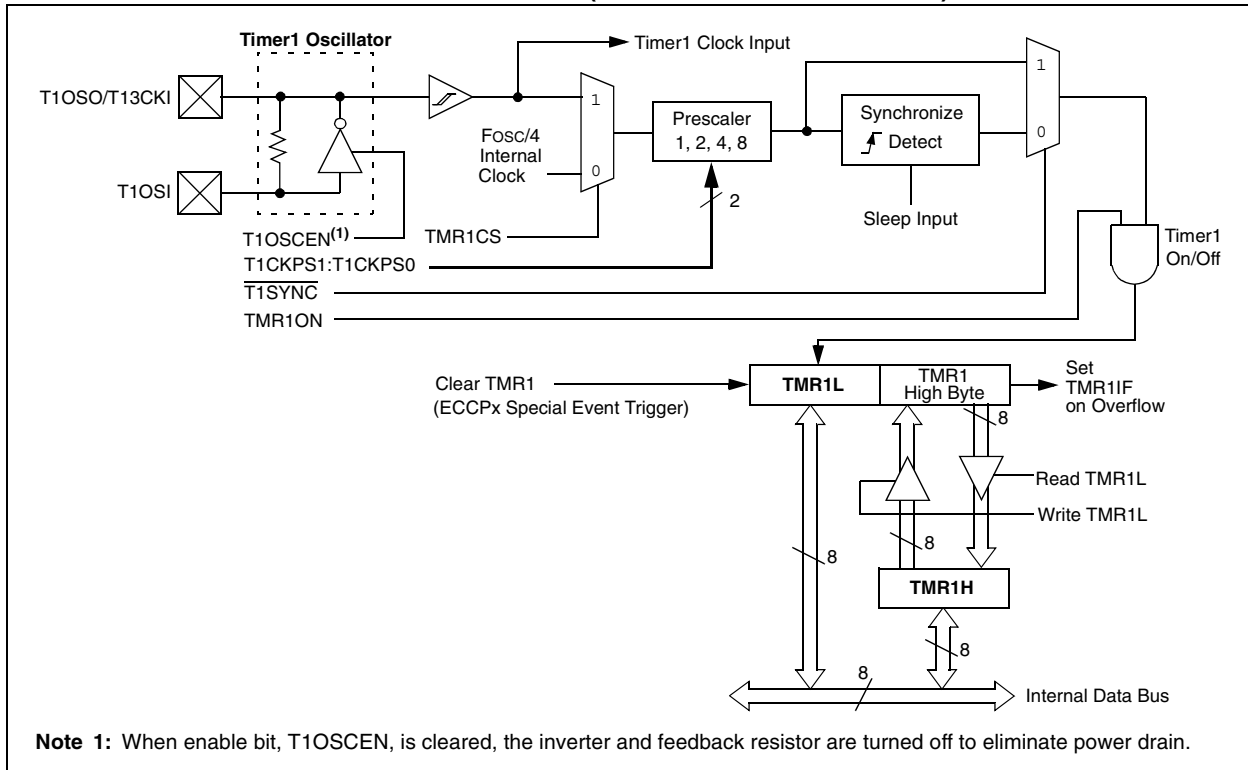 Timer1 Oscillator
Timer1 Clock Input
1
T1OSO/T13CKI
1
Prescaler
1, 2, 4, 8
Synchronize
Detect
FOSC/4
Internal
Clock
0
0
T1OSI
2
Sleep Input
T1OSCEN(1)
TMR1CS
Timer1
On/Off
T1CKPS1:T1CKPS0
T1SYNC
TMR1ON
Clear TMR1
(ECCPx Special Event Trigger)
TMR1L
TMR1
High Byte
Set
TMR1IF
on Overflow
8
Read TMR1L
Write TMR1L
8
8
TMR1H
8
8
Internal Data Bus
Note 1: When enable bit, T1OSCEN, is cleared, the inverter and feedback resistor are turned off to eliminate power drain.